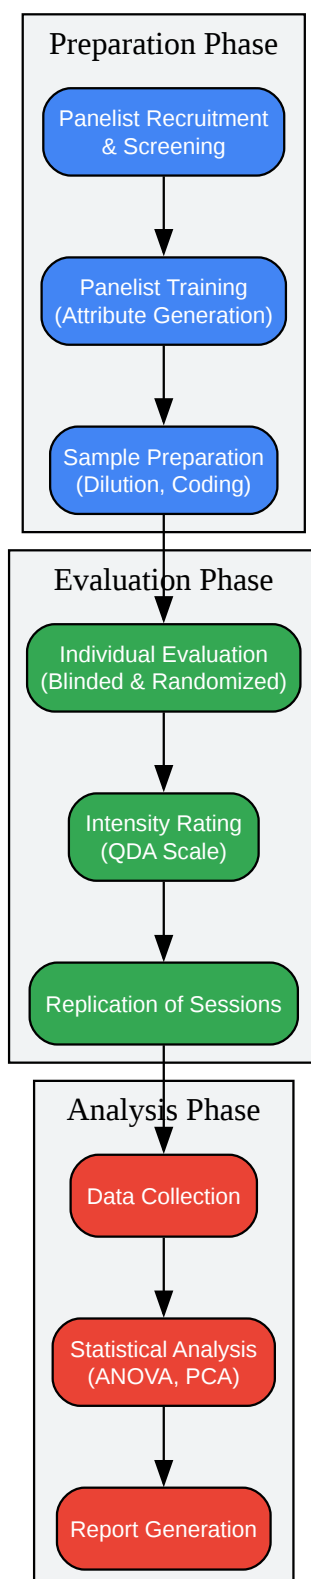 Preparation Phase
Panelist Recruitment
& Screening
Panelist Training
(Attribute Generation)
Sample Preparation
(Dilution, Coding)
Evaluation Phase
Individual Evaluation
(Blinded & Randomized)
Intensity Rating
(QDA Scale)
Replication of Sessions
Analysis Phase
Data Collection
Statistical Analysis
(ANOVA, PCA)
Report Generation